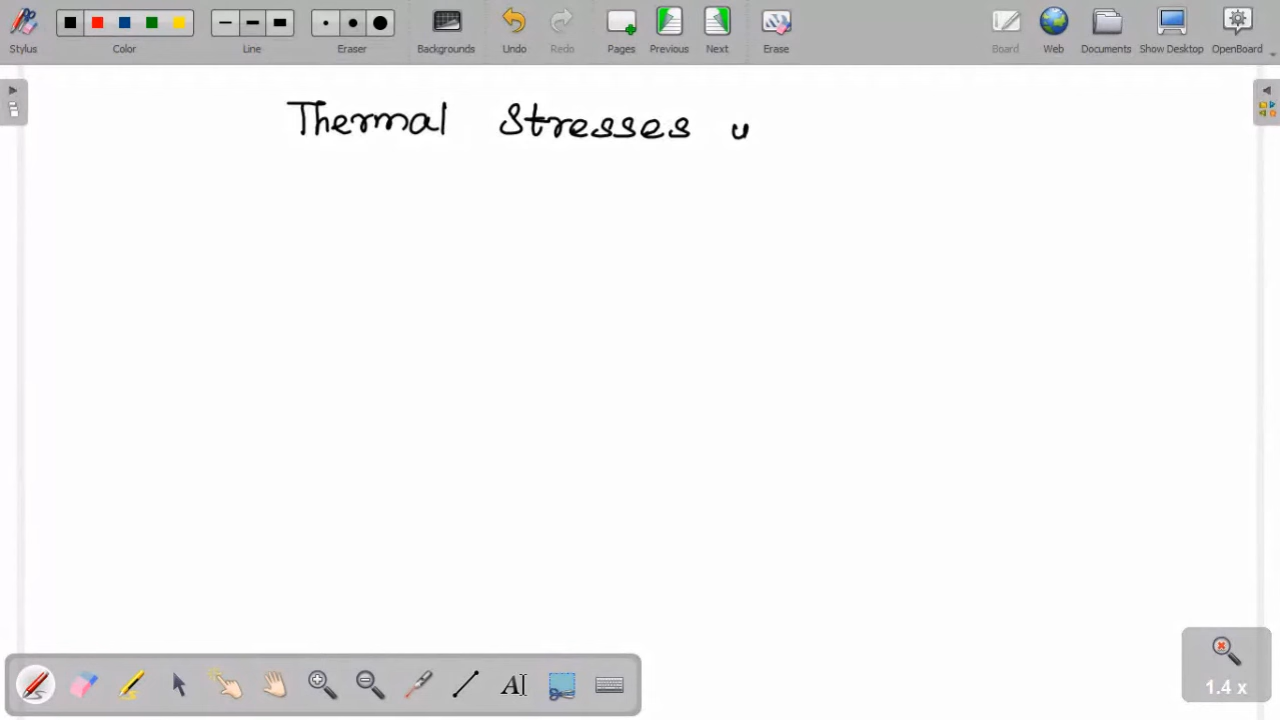 Stylus Color Line Eraser Backgrounds Undo Redo Pages Previous Next Erase Board Web Documents Show Desktop OpenBoard
Thermal Stresses
AI
1.4 x